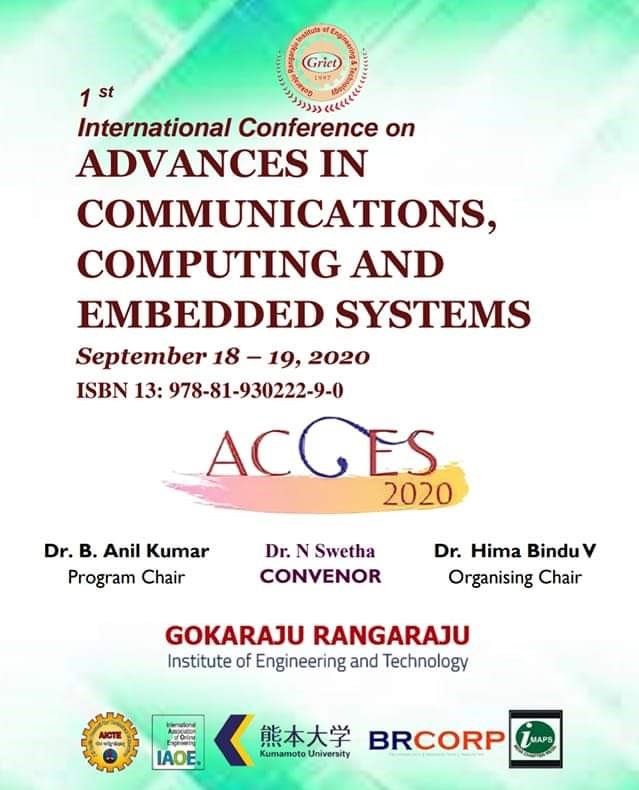 Gokaraju Rangaraju Institute of Engineering & Technology
Griet
1997
1 st
International Conference on
ADVANCES IN
COMMUNICATIONS,
COMPUTING AND
EMBEDDED SYSTEMS
September 18 – 19, 2020
ISBN 13: 978-81-930222-9-0
ACCES
2020
Dr. B. Anil Kumar
Program Chair
Dr. N Swetha
CONVENOR
Dr. Hima Bindu V
Organising Chair
GOKARAJU RANGARAJU
Institute of Engineering and Technology
AICTE
International
Association
of Online
Engineering
IAOE
熊本大学
Kumamoto University
BRCORP
iMAPS